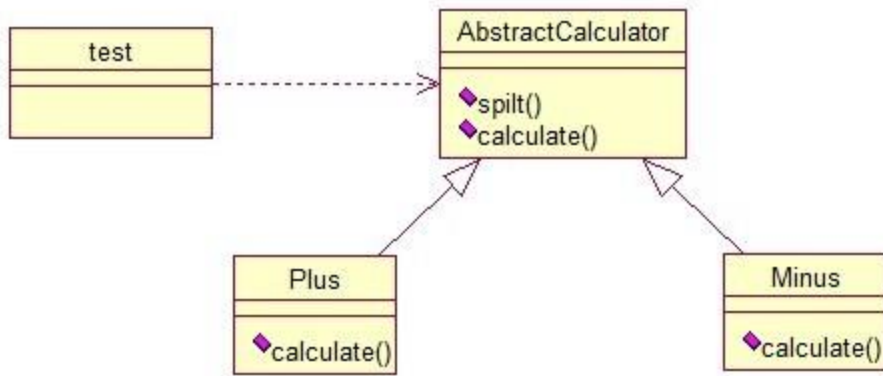 test
AbstractCalculator
spilt()
calculate()
Plus
calculate()
Minus
calculate()